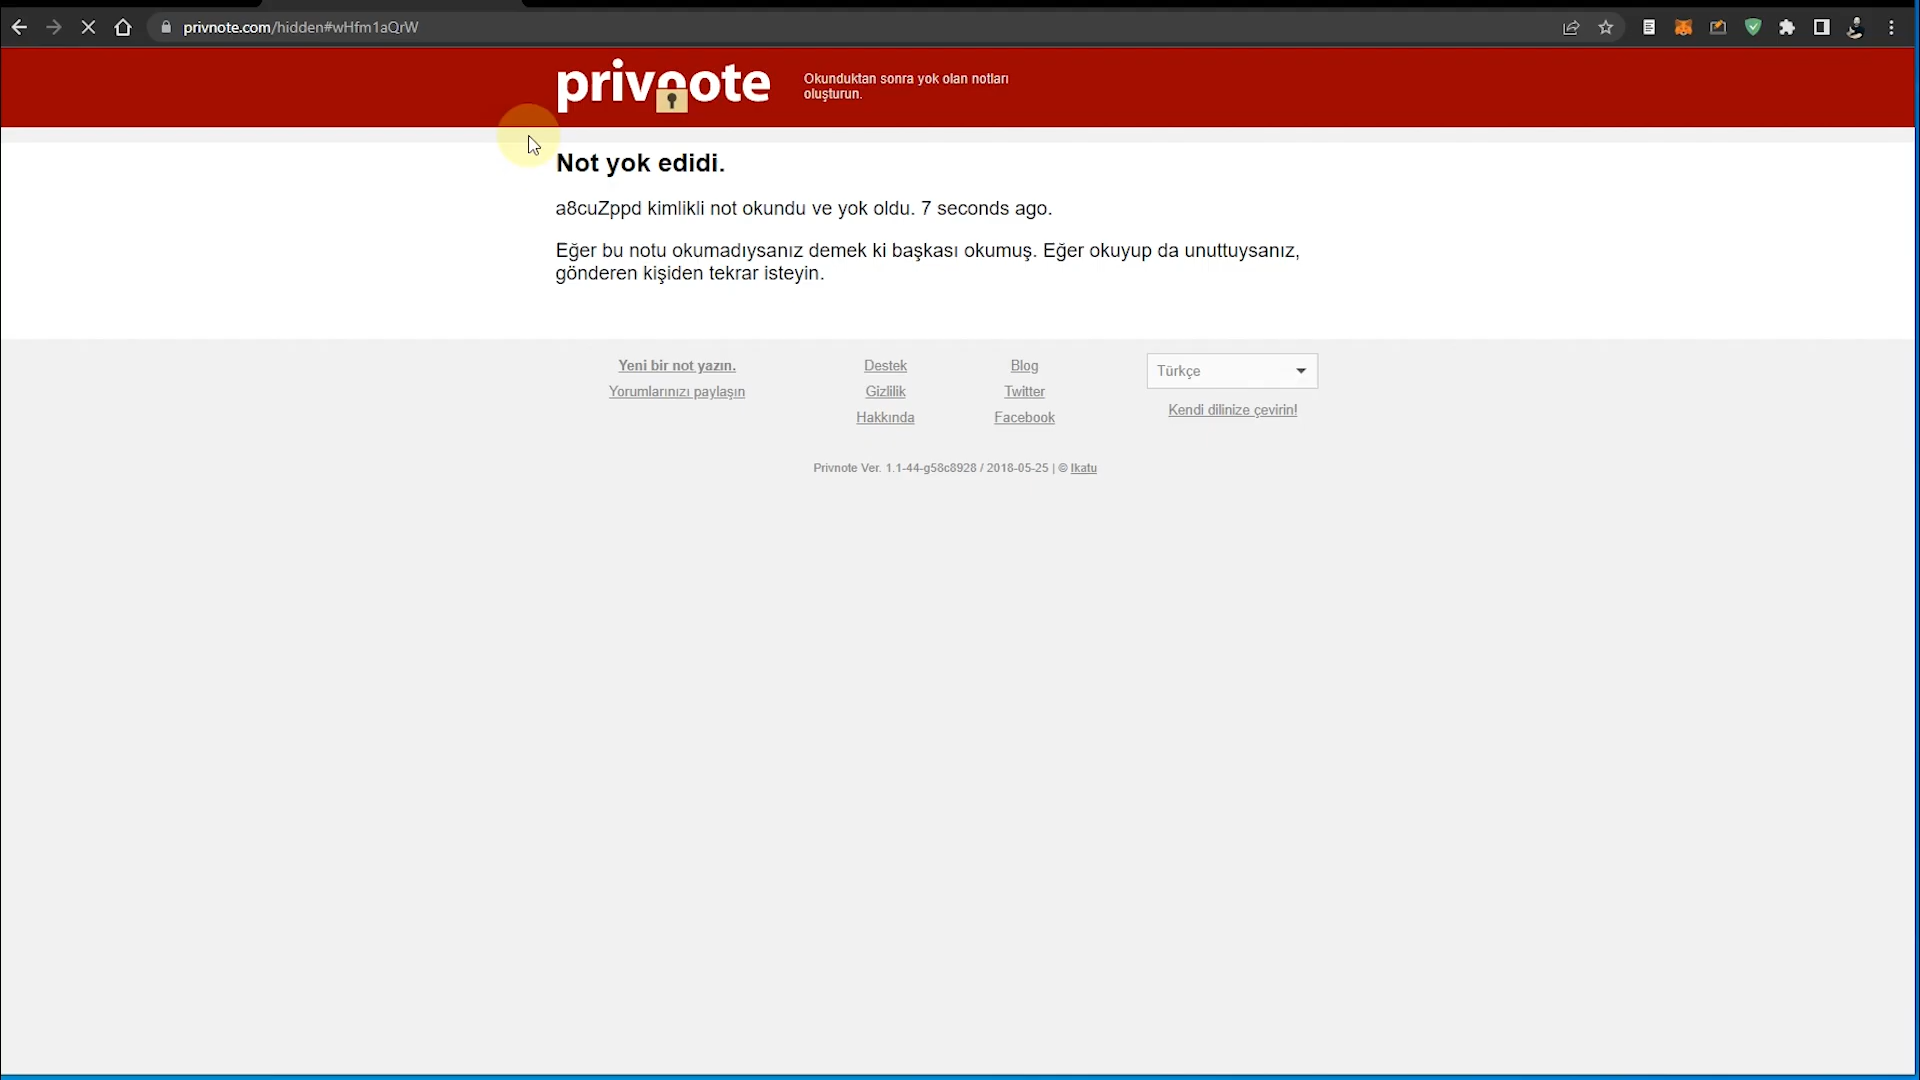 privnote.com/hidden#wHfm1aQrW
privnote
Okunduktan sonra yok olan notları
oluşturun.
Not yok edidi.
a8cuZppd kimlikli not okundu ve yok oldu. 7 seconds ago.
Eğer bu notu okumadıysanız demek ki başkası okumuş. Eğer okuyup da unuttuysanız,
gönderen kişiden tekrar isteyin.
Yeni bir not yazın.
Yorumlarınızı paylaşın
Destek
Gizlilik
Hakkında
Blog
Twitter
Facebook
Türkçe
Kendi dilinize çevirin!
Privnote Ver. 1.1-44-g58c8928 / 2018-05-25 | © Ikatu